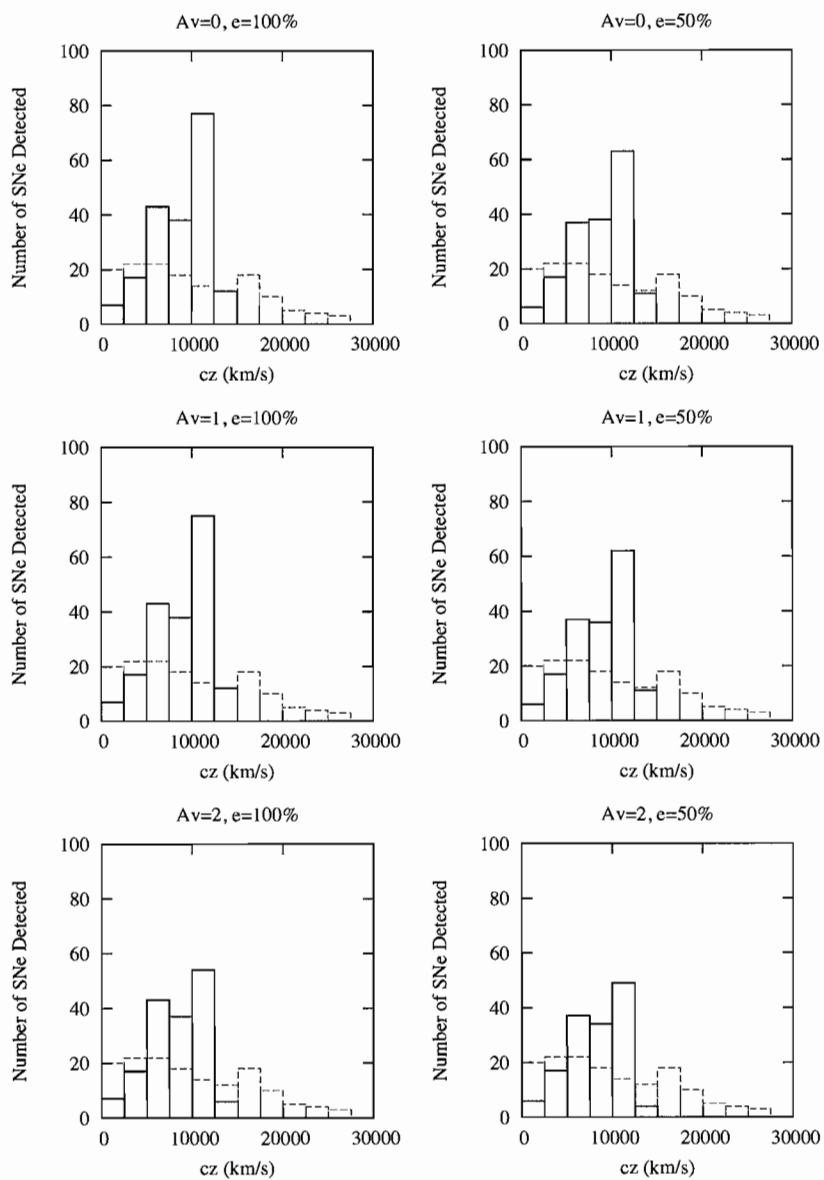 Av=0, e=100%
Number of SNe Detected
100
80
60
40
20
0
0 10000 20000 30000
cz (km/s)
Av=0, e=50%
Number of SNe Detected
100
80
60
40
20
0
0 10000 20000 30000
cz (km/s)
Av=1, e=100%
Number of SNe Detected
100
80
60
40
20
0
0 10000 20000 30000
cz (km/s)
Av=1, e=50%
Number of SNe Detected
100
80
60
40
20
0
0 10000 20000 30000
cz (km/s)
Av=2, e=100%
Number of SNe Detected
100
80
60
40
20
0
0 10000 20000 30000
cz (km/s)
Av=2, e=50%
Number of SNe Detected
100
80
60
40
20
0
0 10000 20000 30000
cz (km/s)